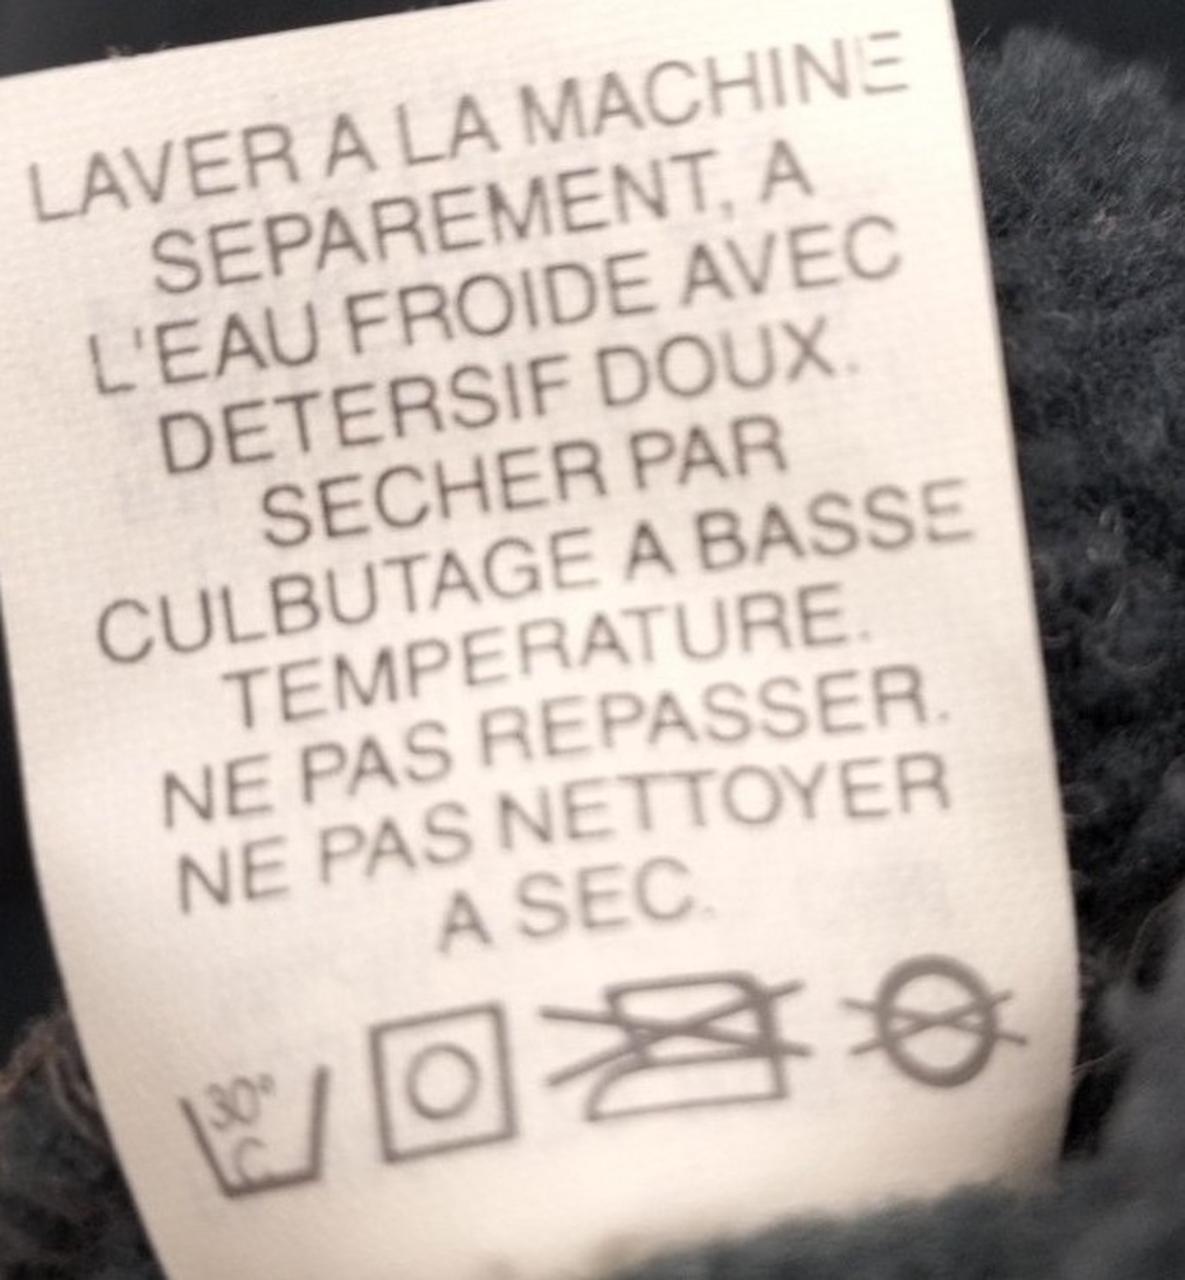 LAVER A LA MACHINE
SEPAREMENT, A
L'EAU FROIDE AVEC
DETERSIF DOUX.
SECHER PAR
CULBUTAGE A BASSE
TEMPERATURE.
NE PAS REPASSER.
NE PAS NETTOYER
A SEC.
30°
C